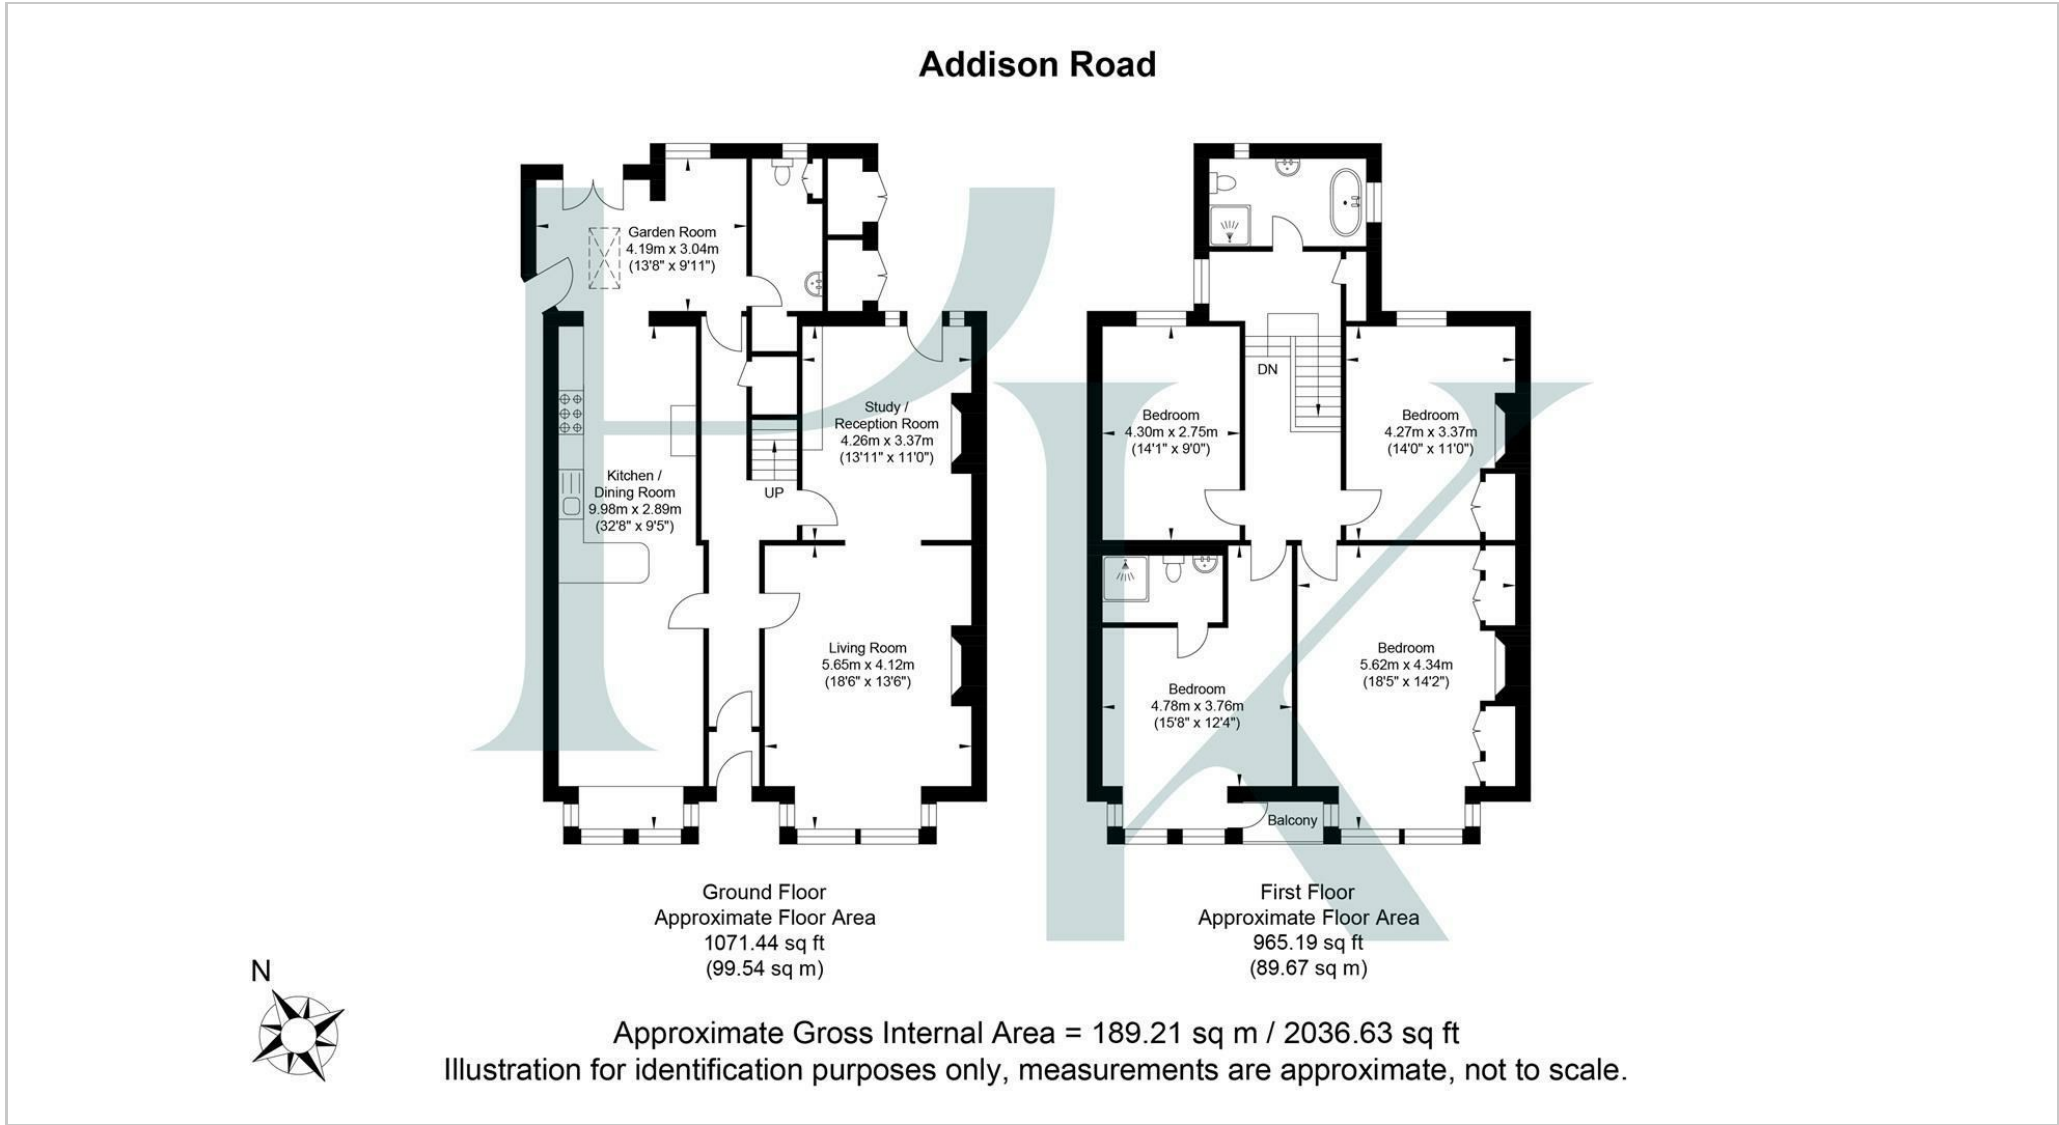 Addison Road
Garden Room
4.19m x 3.04m
(13'8" x 9'11")
Study /
Reception Room
4.26m x 3.37m
(13'11" x 11'0")
Kitchen /
Dining Room
9.98m x 2.89m
(32'8" x 9'5")
UP
Living Room
5.65m x 4.12m
(18'6" x 13'6")
Ground Floor
Approximate Floor Area
1071.44 sq ft
(99.54 sq m)
DN
Bedroom
4.30m x 2.75m
(14'1" x 9'0")
Bedroom
4.27m x 3.37m
(14'0" x 11'0")
Bedroom
5.62m x 4.34m
(18'5" x 14'2")
Bedroom
4.78m x 3.76m
(15'8" x 12'4")
Balcony
First Floor
Approximate Floor Area
965.19 sq ft
(89.67 sq m)
N
Approximate Gross Internal Area = 189.21 sq m / 2036.63 sq ft
Illustration for identification purposes only, measurements are approximate, not to scale.